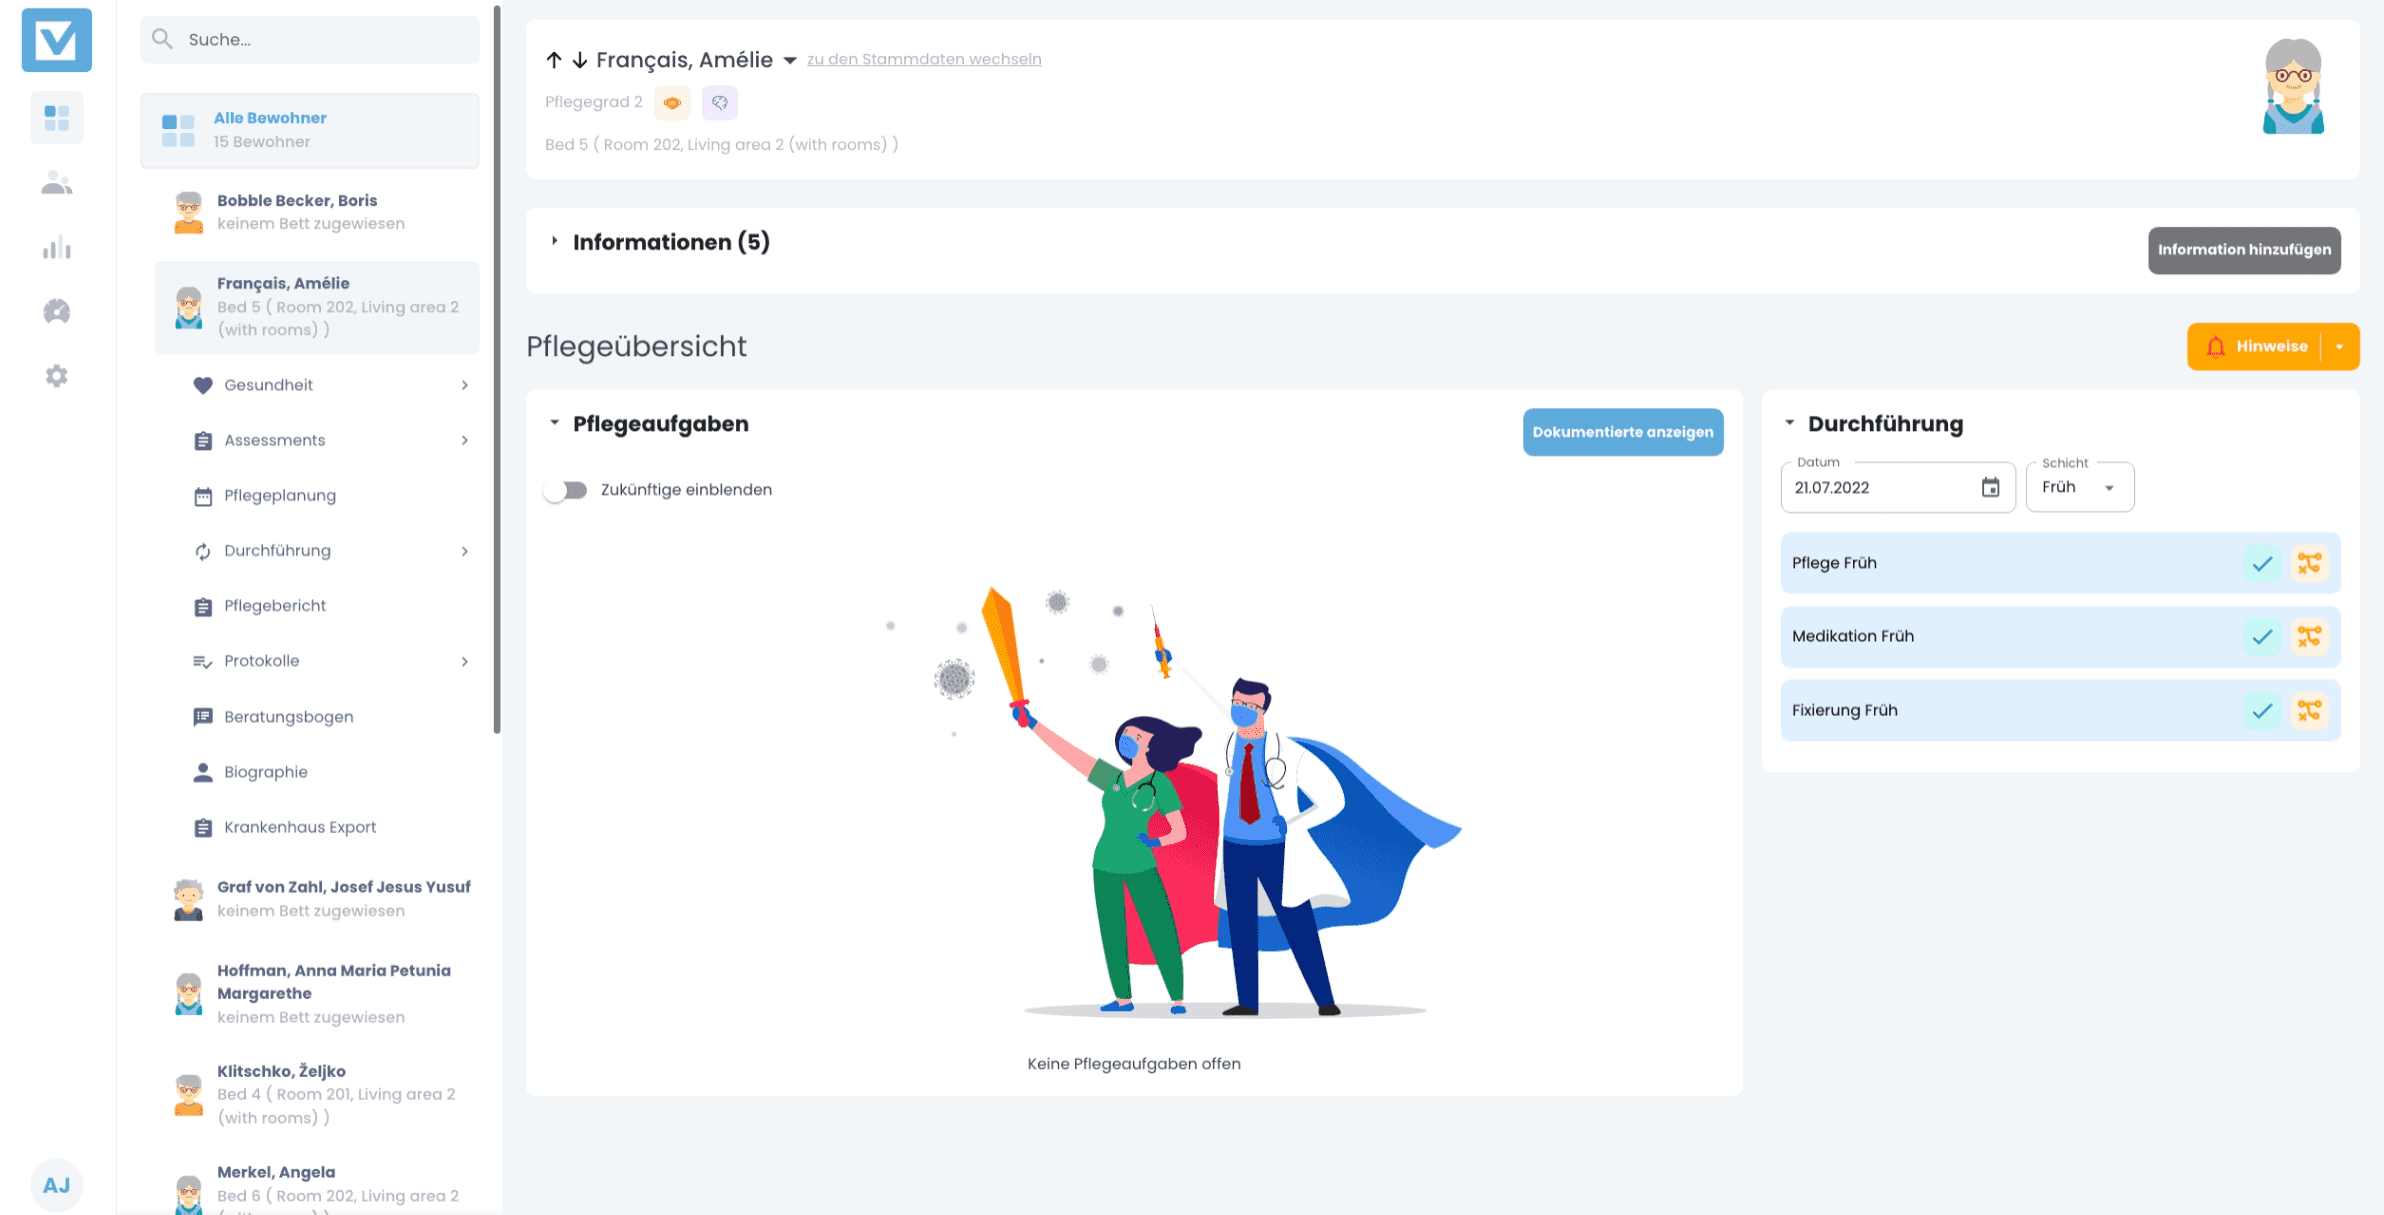 Suche...
Alle Bewohner
15 Bewohner
Bobble Becker, Boris
keinem Bett zugewiesen
Français, Amélie
Bed 5 ( Room 202, Living area 2
(with rooms) )
Gesundheit
Assessments
Pflegeplanung
Durchführung
Pflegebericht
Protokolle
Beratungsbogen
Biographie
Krankenhaus Export
Graf von Zahl, Josef Jesus Yusuf
keinem Bett zugewiesen
Hoffman, Anna Maria Petunia
Margarethe
keinem Bett zugewiesen
Klitschko, Željko
Bed 4 ( Room 201, Living area 2
(with rooms) )
Merkel, Angela
Bed 6 ( Room 202, Living area 2
AJ
Français, Amélie zu den Stammdaten wechseln
Pflegegrad 2
Bed 5 ( Room 202, Living area 2 (with rooms) )
Informationen (5)
Information hinzufügen
Pflegeübersicht
Hinweise
Pflegeaufgaben
Dokumentierte anzeigen
Zukünftige einblenden
Keine Pflegeaufgaben offen
Durchführung
Datum
21.07.2022
Schicht
Früh
Pflege Früh
Medikation Früh
Fixierung Früh